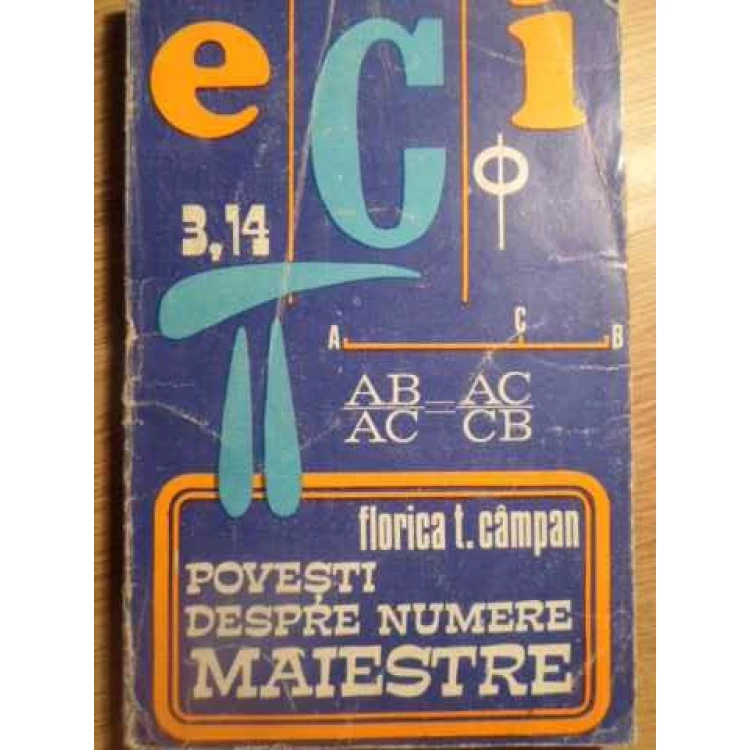 e C i
φ
3,14
π
A C B
AB/AC = AC/CB
florica t. câmpan
POVEȘTI
DESPRE NUMERE
MAIESTRE